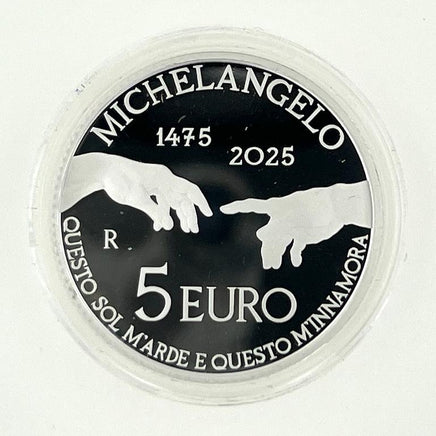 MICHELANGELO
1475
2025
R
5 EURO
QUESTO SOL M'ARDE E QUESTO M'INNAMORA